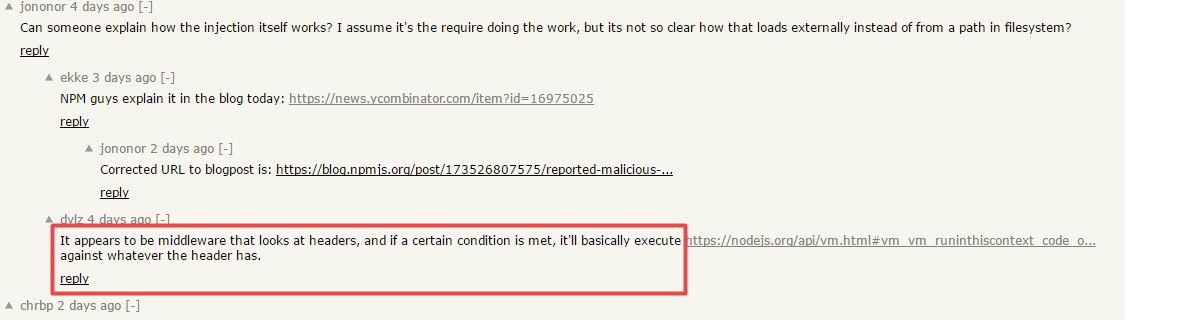 jononor 4 days ago [-]
Can someone explain how the injection itself works? I assume it's the require doing the work, but its not so clear how that loads externally instead of from a path in filesystem?
reply
ekke 3 days ago [-]
NPM guys explain it in the blog today: https://news.ycombinator.com/item?id=16975025
reply
jononor 2 days ago [-]
Corrected URL to blogpost is: https://blog.npmjs.org/post/173526807575/reported-malicious-...
reply
dylz 4 days ago [-]
It appears to be middleware that looks at headers, and if a certain condition is met, it'll basically execute https://nodejs.org/api/vm.html#vm_vm_runinthiscontext_code_o...
against whatever the header has.
reply
chrbp 2 days ago [-]